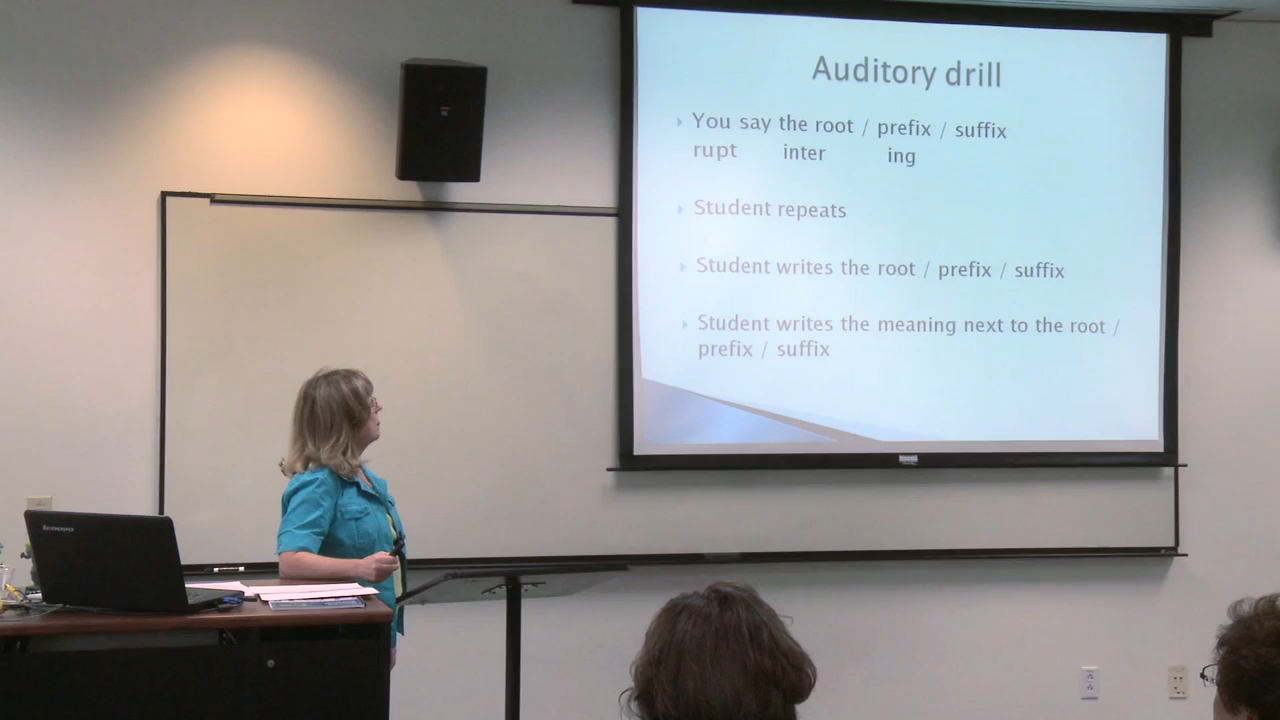 Auditory drill
You say the root / prefix / suffix
rupt inter ing
Student repeats
Student writes the root / prefix / suffix
Student writes the meaning next to the root /
prefix / suffix
lenovo